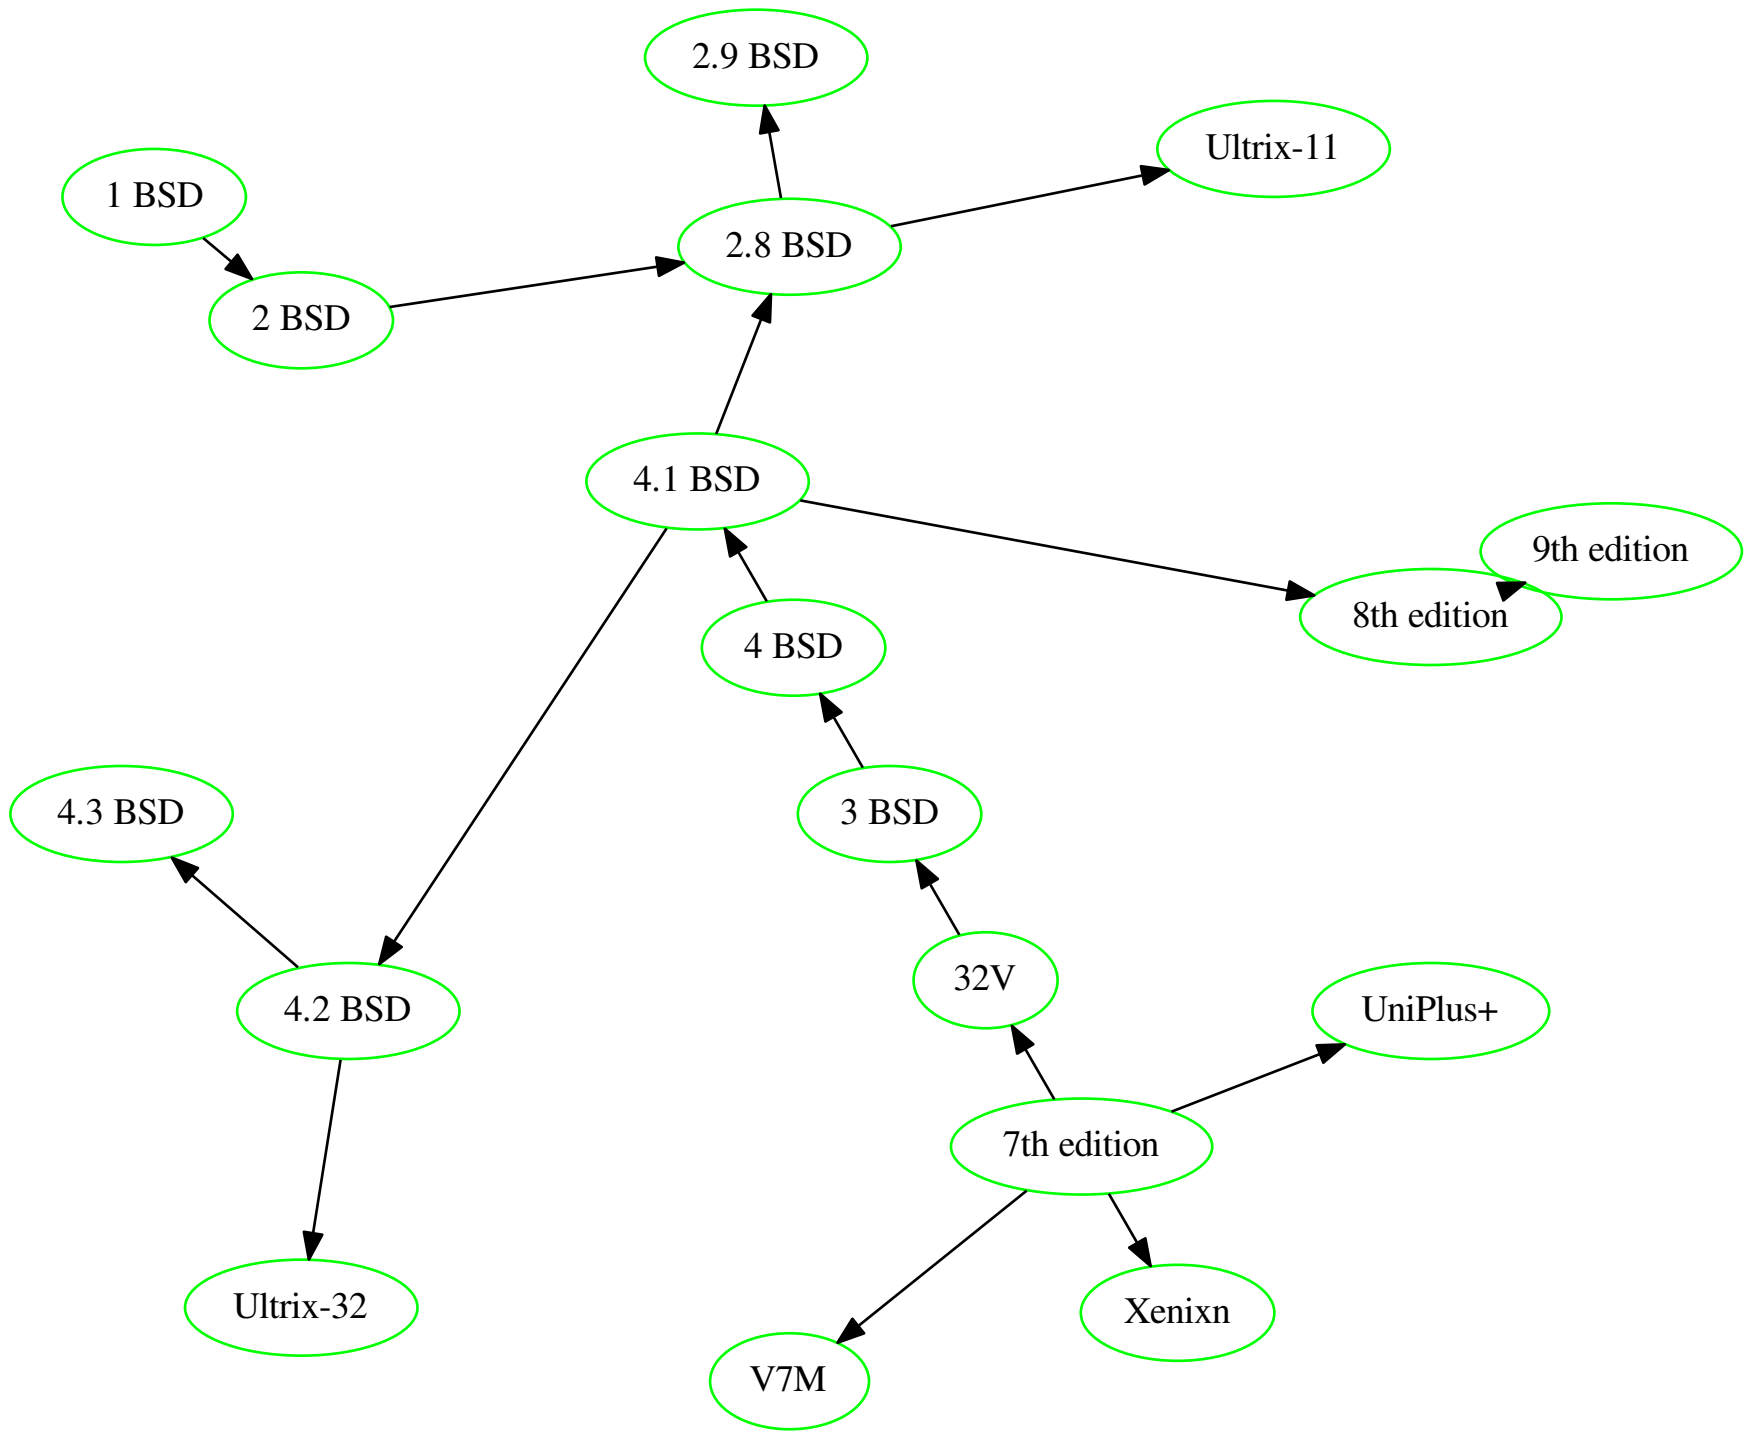 2.9 BSD
Ultrix-11
1 BSD
2.8 BSD
2 BSD
4.1 BSD
9th edition
8th edition
4 BSD
4.3 BSD
3 BSD
32V
4.2 BSD
UniPlus+
7th edition
Ultrix-32
Xenixn
V7M